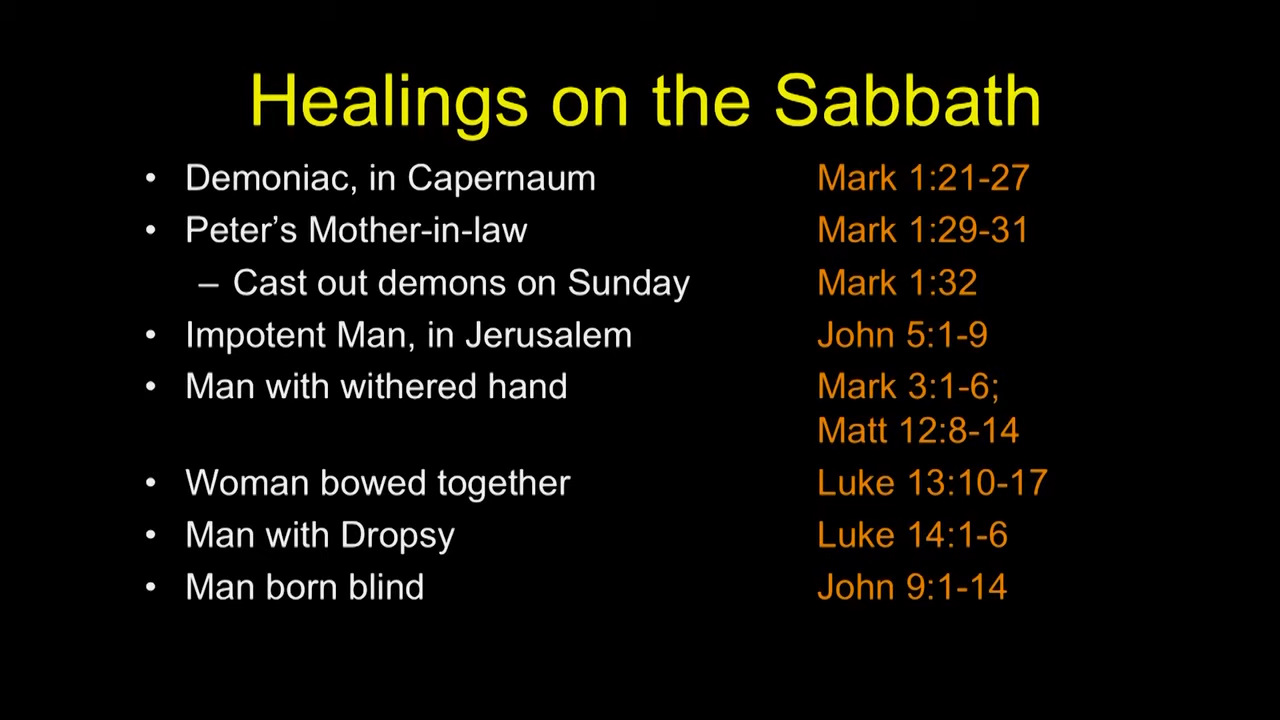 Healings on the Sabbath
• Demoniac, in Capernaum Mark 1:21-27
• Peter’s Mother-in-law Mark 1:29-31
– Cast out demons on Sunday Mark 1:32
• Impotent Man, in Jerusalem John 5:1-9
• Man with withered hand Mark 3:1-6;
Matt 12:8-14
• Woman bowed together Luke 13:10-17
• Man with Dropsy Luke 14:1-6
• Man born blind John 9:1-14